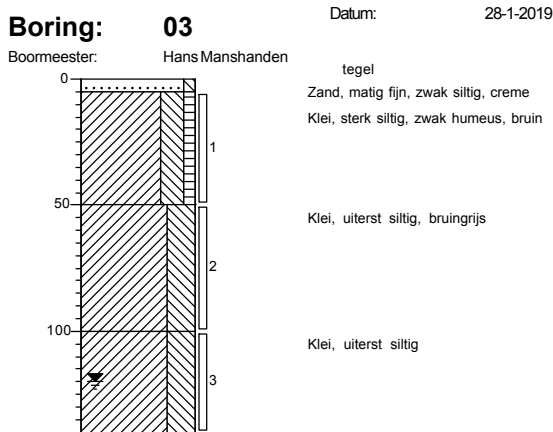 Datum: 28-1-2019
Boring: 03
Boormeester: Hans Manshanden
tegel
0
Zand, matig fijn, zwak siltig, creme
Klei, sterk siltig, zwak humeus, bruin
1
50
Klei, uiterst siltig, bruingrijs
2
100
Klei, uiterst siltig
3